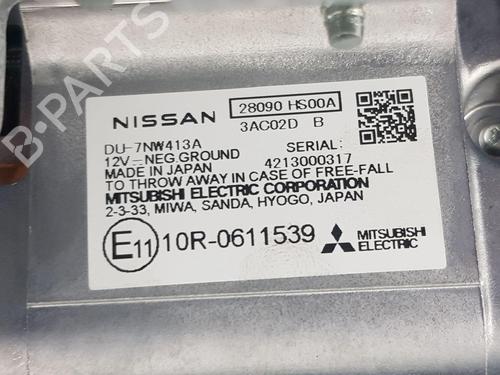 NISSAN
28090 HS00A
3AC02D B
DU-7NW413A
12V⎓NEG.GROUND
SERIAL:
MADE IN JAPAN
4213000317
TO THROW AWAY IN CASE OF FREE-FALL
MITSUBISHI ELECTRIC CORPORATION
2-3-33, MIWA, SANDA, HYOGO, JAPAN
E11 10R-0611539
MITSUBISHI
ELECTRIC
B-Parts